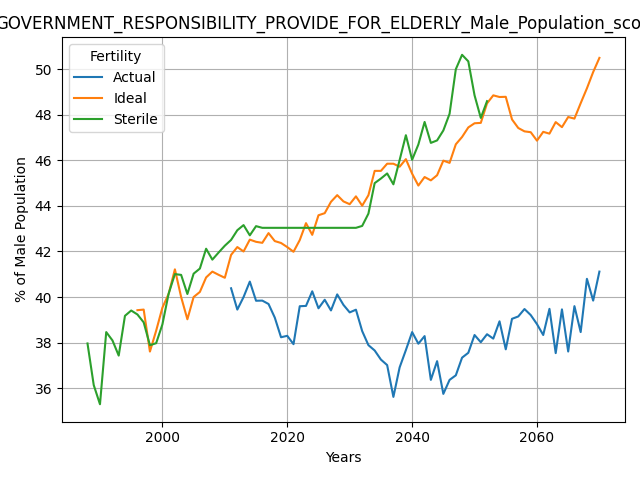 GOVERNMENT_RESPONSIBILITY_PROVIDE_FOR_ELDERLY_Male_Population_sco
Fertility
Actual
Ideal
Sterile
% of Male Population
50
48
46
44
42
40
38
36
2000
2020
2040
2060
Years